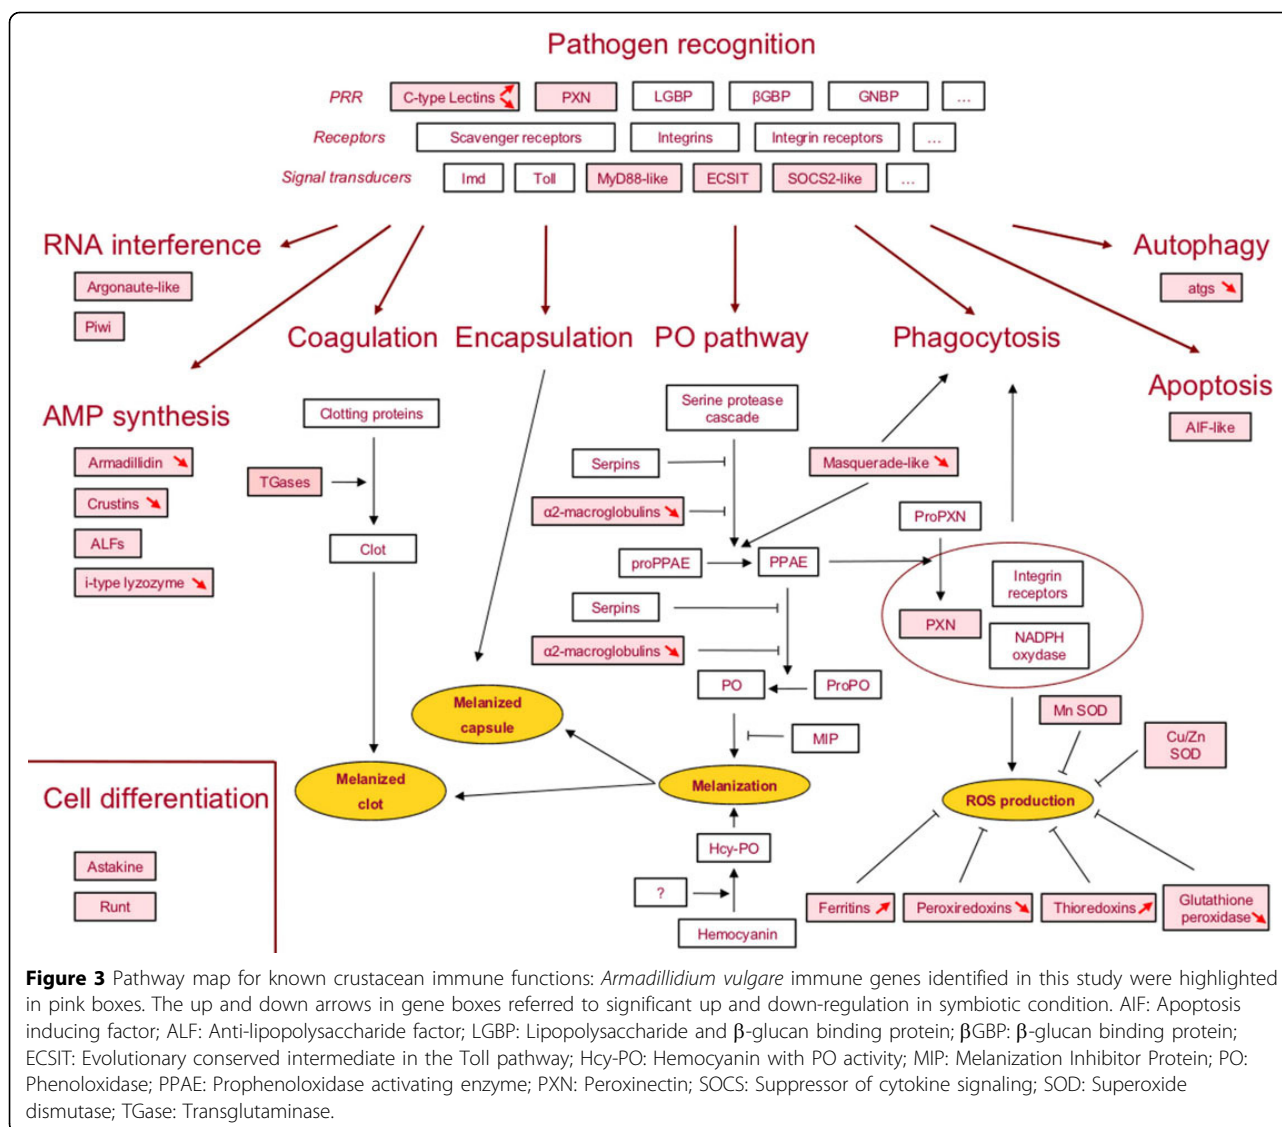 Pathogen recognition
PRR C-type Lectins PXN LGBP βGBP GNBP ...
Receptors Scavenger receptors Integrins Integrin receptors ...
Signal transducers Imd Toll MyD88-like ECSIT SOCS2-like ...
RNA interference
Argonaute-like
Piwi
Autophagy
atgs
Coagulation Encapsulation PO pathway Phagocytosis
Apoptosis
AIF-like
AMP synthesis
Armadillidin
Crustins
ALFs
i-type lyzozyme
Clotting proteins
TGases
Clot
Serine protease
cascade
Serpins
α2-macroglobulins
Masquerade-like
proPPAE
PPAE
ProPXN
Integrin
receptors
PXN
NADPH
oxydase
Serpins
α2-macroglobulins
PO
ProPO
MIP
Melanized
capsule
Melanized
clot
Melanization
Hcy-PO
?
Hemocyanin
Mn SOD
Cu/Zn
SOD
ROS production
Ferritins
Peroxiredoxins
Thioredoxins
Glutathione
peroxidase
Cell differentiation
Astakine
Runt
Figure 3 Pathway map for known crustacean immune functions: Armadillidium vulgare immune genes identified in this study were highlighted
in pink boxes. The up and down arrows in gene boxes referred to significant up and down-regulation in symbiotic condition. AIF: Apoptosis
inducing factor; ALF: Anti-lipopolysaccharide factor; LGBP: Lipopolysaccharide and β-glucan binding protein; βGBP: β-glucan binding protein;
ECSIT: Evolutionary conserved intermediate in the Toll pathway; Hcy-PO: Hemocyanin with PO activity; MIP: Melanization Inhibitor Protein; PO:
Phenoloxidase; PPAE: Prophenoloxidase activating enzyme; PXN: Peroxinectin; SOCS: Suppressor of cytokine signaling; SOD: Superoxide
dismutase; TGase: Transglutaminase.